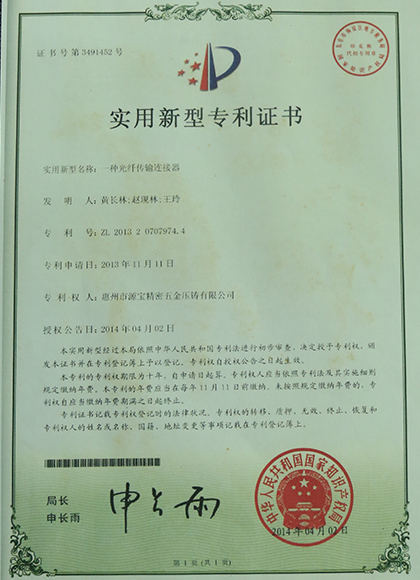 证书号第3491452号
实用新型专利证书
实用新型名称：一种光纤传输连接器
发 明 人：黄长林;赵现林;王玲
专 利 号：ZL 2013 2 0707974.4
专利申请日：2013年11月11日
专 利 权 人：惠州市源宝精密五金压铸有限公司
授权公告日：2014年04月02日
本实用新型经过本局依照中华人民共和国专利法进行初步审查，决定授予专利权，颁
发本证书并在专利登记簿上予以登记。专利权自授权公告之日起生效。
本专利的专利权期限为十年，自申请日起算。专利权人应当依照专利法及其实施细则
规定缴纳年费。本专利的年费应当在每年11月11日前缴纳。未按照规定缴纳年费的，专
利权自应当缴纳年费期满之日起终止。
专利证书记载专利权登记时的法律状况。专利权的转移、质押、无效、终止、恢复和
专利权人的姓名或名称、国籍、地址变更等事项记载在专利登记簿上。
局长
申长雨
申长雨
中华人民共和国国家知识产权局
2014年04月02日
第1页（共1页）